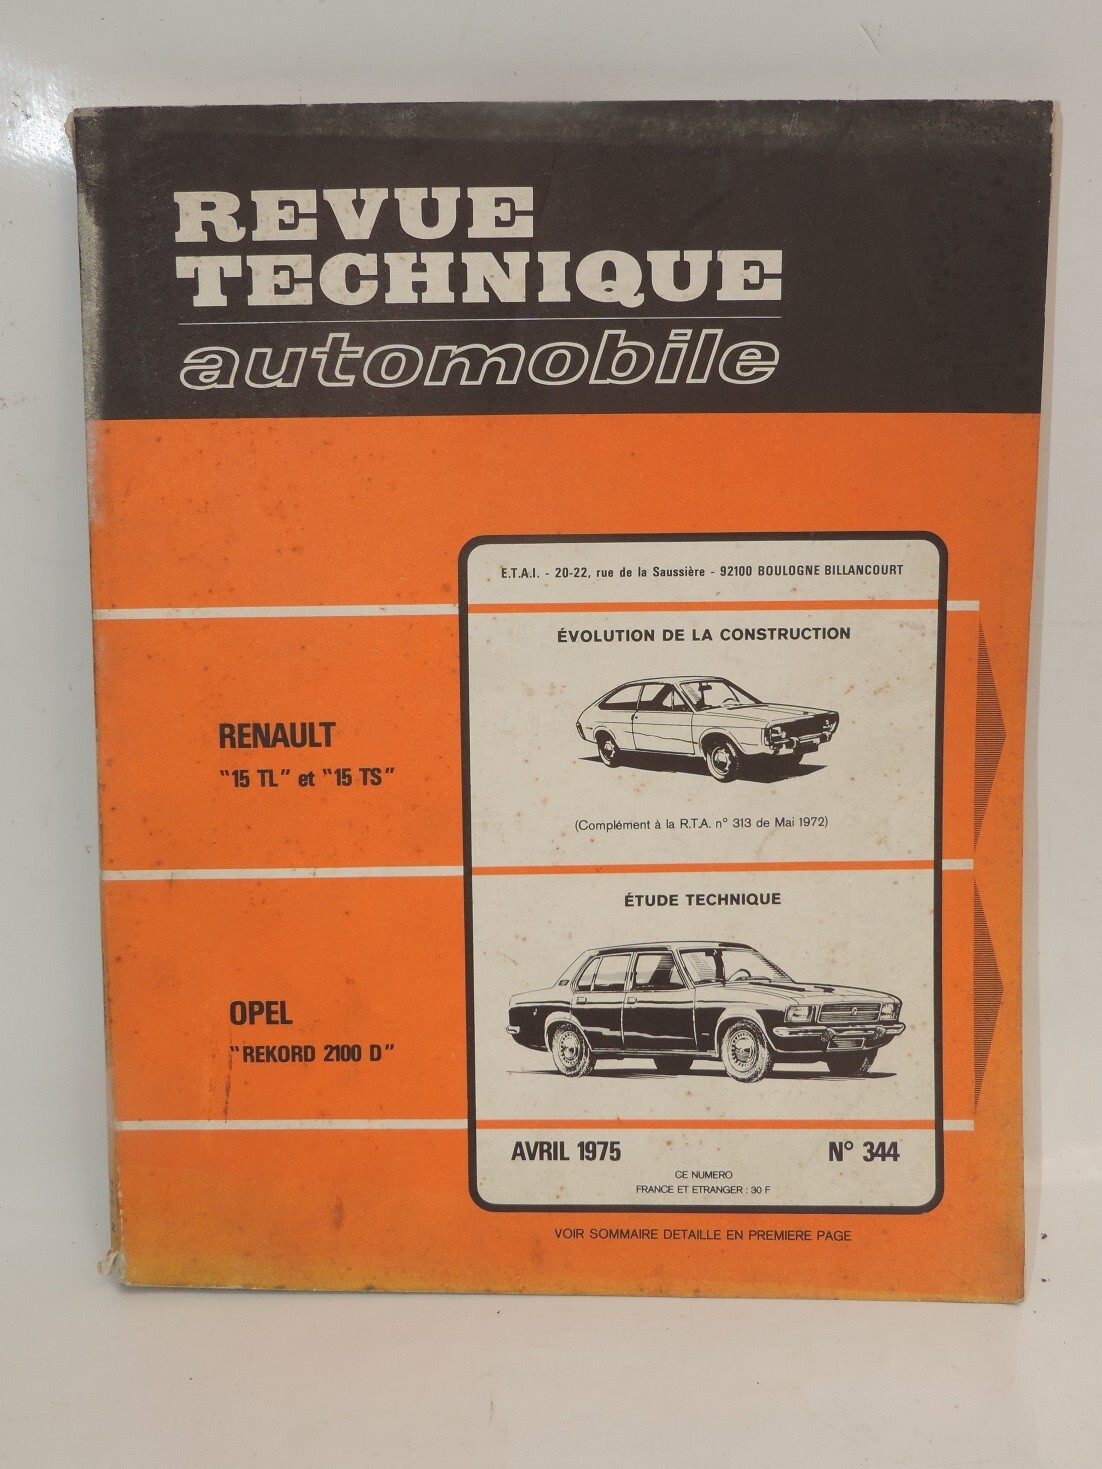 REVUE
TECHNIQUE
automobile
E.T.A.I. - 20-22, rue de la Saussière - 92100 BOULOGNE BILLANCOURT
ÉVOLUTION DE LA CONSTRUCTION
RENAULT
"15 TL" et "15 TS"
(Complément à la R.T.A. n° 313 de Mai 1972)
ÉTUDE TECHNIQUE
OPEL
"REKORD 2100 D"
AVRIL 1975 N° 344
CE NUMERO
FRANCE ET ETRANGER : 30 F
VOIR SOMMAIRE DETAILLE EN PREMIERE PAGE